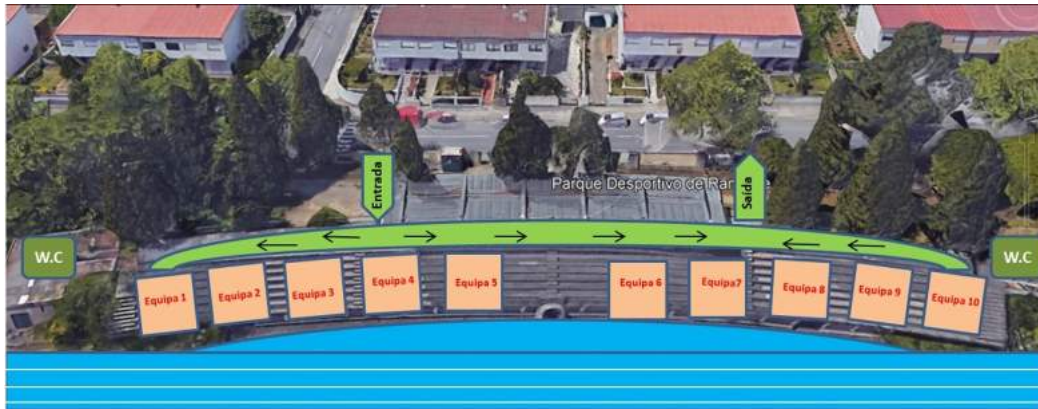 Entrada
Saída
Parque Desportivo de Ran
W.C
W.C
Equipa 1
Equipa 2
Equipa 3
Equipa 4
Equipa 5
Equipa 6
Equipa7
Equipa 8
Equipa 9
Equipa 10